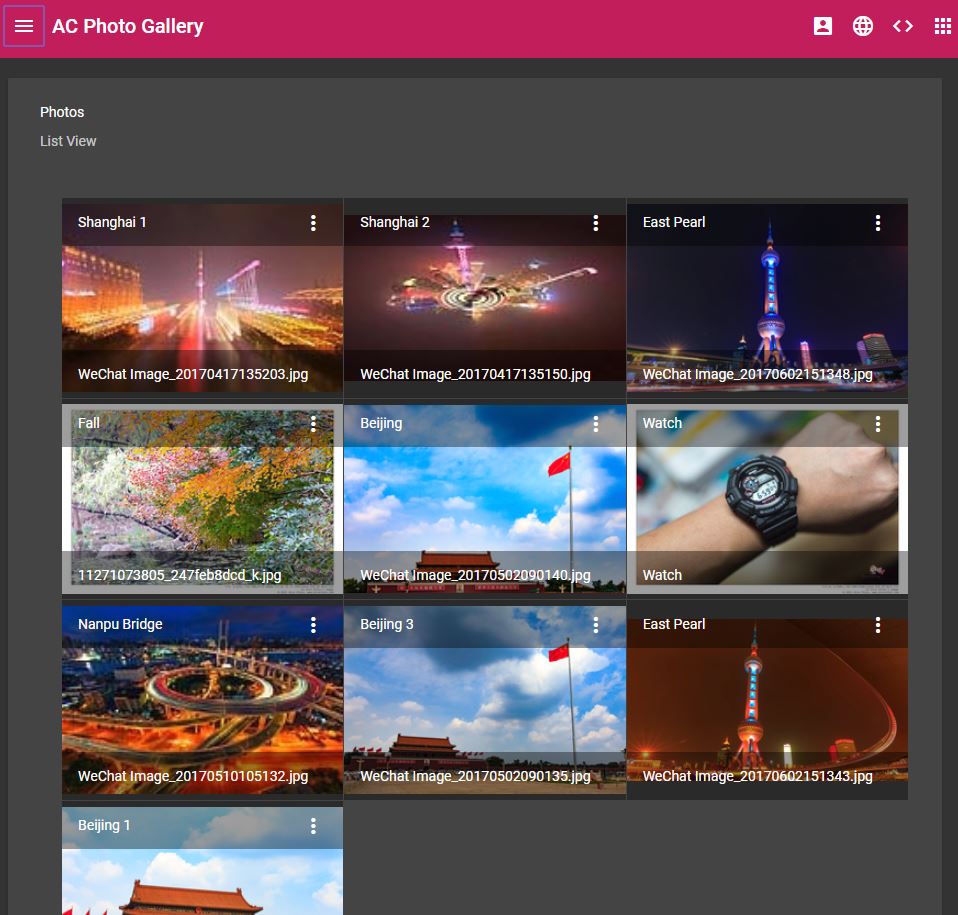 AC Photo Gallery
Photos
List View
Shanghai 1
Shanghai 2
East Pearl
WeChat Image_20170417135203.jpg
WeChat Image_20170417135150.jpg
WeChat Image_20170602151348.jpg
Fall
Beijing
Watch
11271073805_247feb8dcd_k.jpg
WeChat Image_20170502090140.jpg
Watch
Nanpu Bridge
Beijing 3
East Pearl
WeChat Image_20170510105132.jpg
WeChat Image_20170502090135.jpg
WeChat Image_20170602151343.jpg
Beijing 1